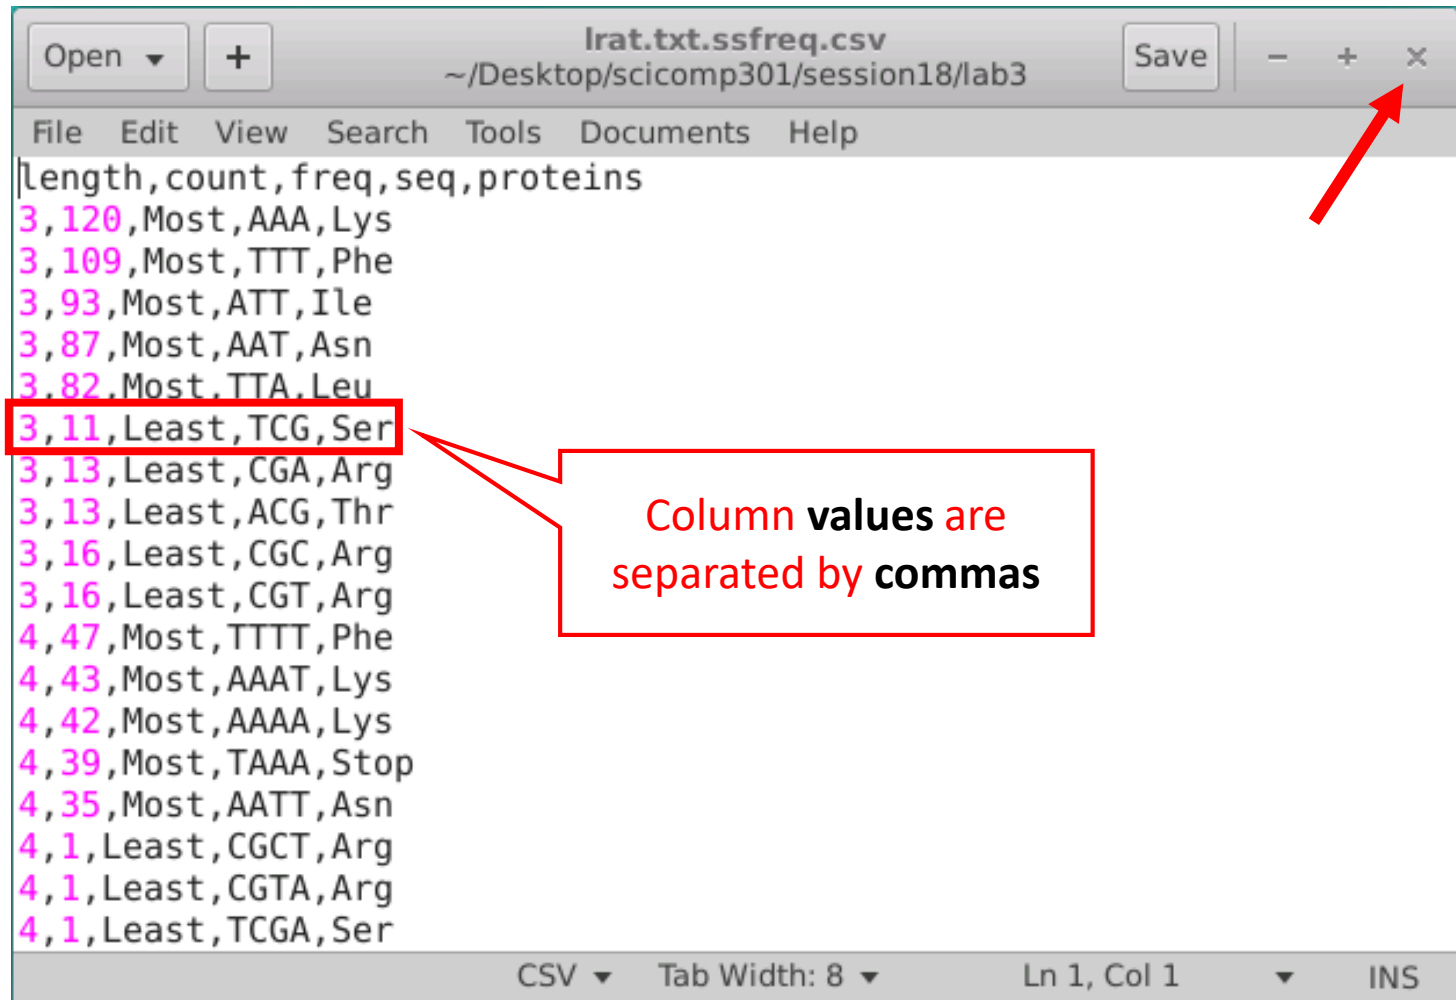 Open
+
lrat.txt.ssfreq.csv
~/Desktop/scicomp301/session18/lab3
Save
File Edit View Search Tools Documents Help
length,count,freq,seq,proteins
3,120,Most,AAA,Lys
3,109,Most,TTT,Phe
3,93,Most,ATT,Ile
3,87,Most,AAT,Asn
3,82,Most,TTA,Leu
3,11,Least,TCG,Ser
3,13,Least,CGA,Arg
3,13,Least,ACG,Thr
3,16,Least,CGC,Arg
3,16,Least,CGT,Arg
4,47,Most,TTTT,Phe
4,43,Most,AAAT,Lys
4,42,Most,AAAA,Lys
4,39,Most,TAAA,Stop
4,35,Most,AATT,Asn
4,1,Least,CGCT,Arg
4,1,Least,CGTA,Arg
4,1,Least,TCGA,Ser
Column values are
separated by commas
CSV Tab Width: 8 Ln 1, Col 1 INS